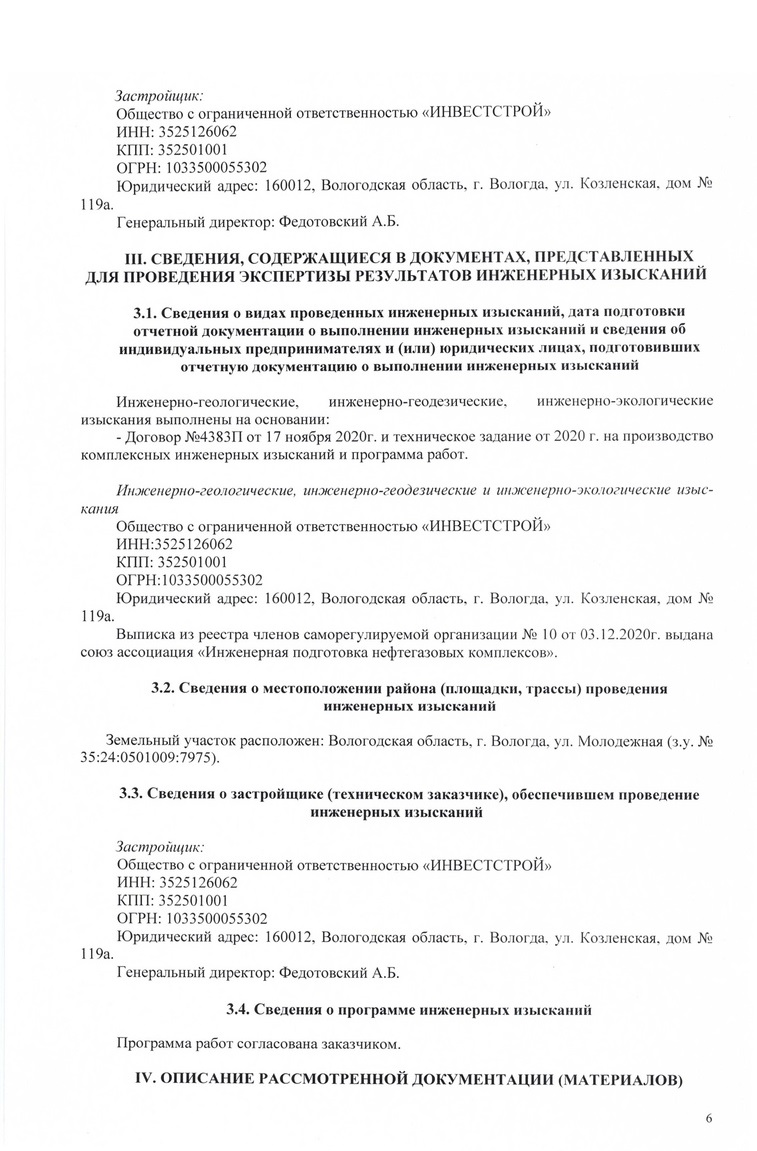 Застройщик:
Общество с ограниченной ответственностью «ИНВЕСТСТРОЙ»
ИНН: 3525126062
КПП: 352501001
ОГРН: 1033500055302
Юридический адрес: 160012, Вологодская область, г. Вологда, ул. Козленская, дом №
119а.
Генеральный директор: Федотовский А.Б.
III. СВЕДЕНИЯ, СОДЕРЖАЩИЕСЯ В ДОКУМЕНТАХ, ПРЕДСТАВЛЕННЫХ
ДЛЯ ПРОВЕДЕНИЯ ЭКСПЕРТИЗЫ РЕЗУЛЬТАТОВ ИНЖЕНЕРНЫХ ИЗЫСКАНИЙ
3.1. Сведения о видах проведенных инженерных изысканий, дата подготовки
отчетной документации о выполнении инженерных изысканий и сведения об
индивидуальных предпринимателях и (или) юридических лицах, подготовивших
отчетную документацию о выполнении инженерных изысканий
Инженерно-геологические, инженерно-геодезические, инженерно-экологические
изыскания выполнены на основании:
- Договор №4383П от 17 ноября 2020г. и техническое задание от 2020 г. на производство
комплексных инженерных изысканий и программа работ.
Инженерно-геологические, инженерно-геодезические и инженерно-экологические изыс-
кания
Общество с ограниченной ответственностью «ИНВЕСТСТРОЙ»
ИНН:3525126062
КПП: 352501001
ОГРН:1033500055302
Юридический адрес: 160012, Вологодская область, г. Вологда, ул. Козленская, дом №
119а.
Выписка из реестра членов саморегулируемой организации № 10 от 03.12.2020г. выдана
союз ассоциация «Инженерная подготовка нефтегазовых комплексов».
3.2. Сведения о местоположении района (площадки, трассы) проведения
инженерных изысканий
Земельный участок расположен: Вологодская область, г. Вологда, ул. Молодежная (з.у. №
35:24:0501009:7975).
3.3. Сведения о застройщике (техническом заказчике), обеспечившем проведение
инженерных изысканий
Застройщик:
Общество с ограниченной ответственностью «ИНВЕСТСТРОЙ»
ИНН: 3525126062
КПП: 352501001
ОГРН: 1033500055302
Юридический адрес: 160012, Вологодская область, г. Вологда, ул. Козленская, дом №
119а.
Генеральный директор: Федотовский А.Б.
3.4. Сведения о программе инженерных изысканий
Программа работ согласована заказчиком.
IV. ОПИСАНИЕ РАССМОТРЕННОЙ ДОКУМЕНТАЦИИ (МАТЕРИАЛОВ)
6